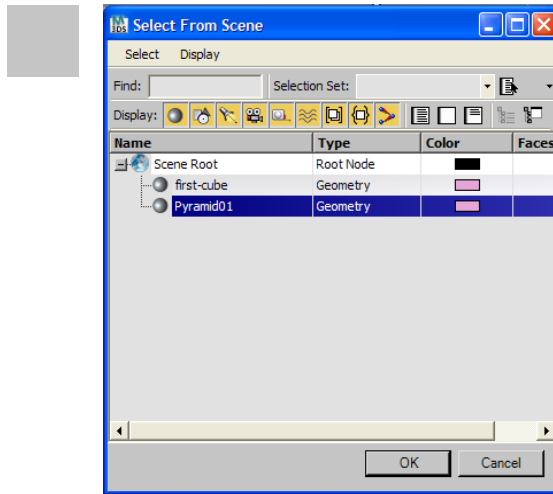 M 3DS Select From Scene
Select Display
Find: Selection Set:
Display:
Name Type Color Faces
Scene Root Root Node
first-cube Geometry
Pyramid01 Geometry
OK Cancel